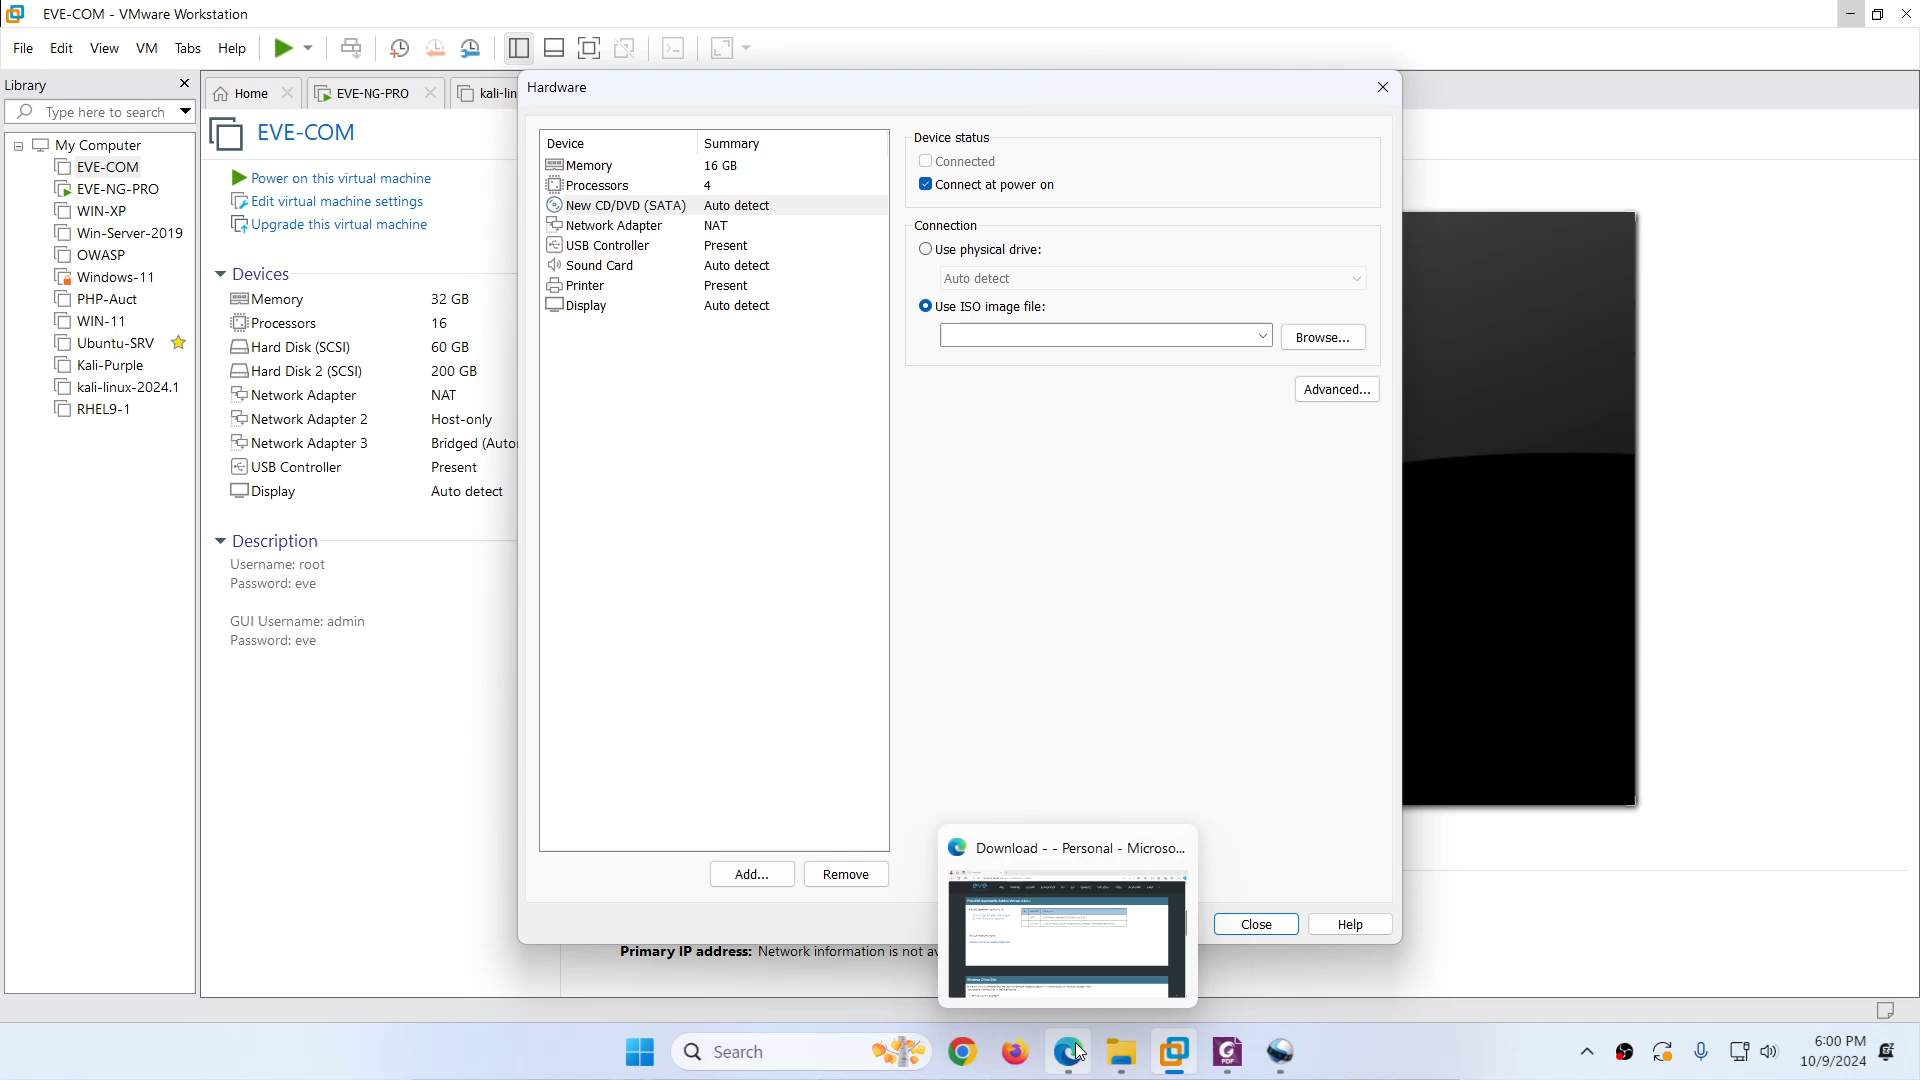 EVE-COM - VMware Workstation
File Edit View VM Tabs Help
Library
Type here to search
My Computer
EVE-COM
EVE-NG-PRO
WIN-XP
Win-Server-2019
OWASP
Windows-11
PHP-Auct
WIN-11
Ubuntu-SRV
Kali-Purple
kali-linux-2024.1
RHEL9-1
Home
EVE-NG-PRO
kali-lin
EVE-COM
Power on this virtual machine
Edit virtual machine settings
Upgrade this virtual machine
Devices
Memory 32 GB
Processors 16
Hard Disk (SCSI) 60 GB
Hard Disk 2 (SCSI) 200 GB
Network Adapter NAT
Network Adapter 2 Host-only
Network Adapter 3 Bridged (Auto
USB Controller Present
Display Auto detect
Description
Username: root
Password: eve
GUI Username: admin
Password: eve
Hardware
Device Summary
Memory 16 GB
Processors 4
New CD/DVD (SATA) Auto detect
Network Adapter NAT
USB Controller Present
Sound Card Auto detect
Printer Present
Display Auto detect
Add...
Remove
Device status
Connected
Connect at power on
Connection
Use physical drive:
Auto detect
Use ISO image file:
Browse...
Advanced...
Close
Help
Primary IP address: Network information is not av
Download - - Personal - Microso...
Search
6:00 PM
10/9/2024